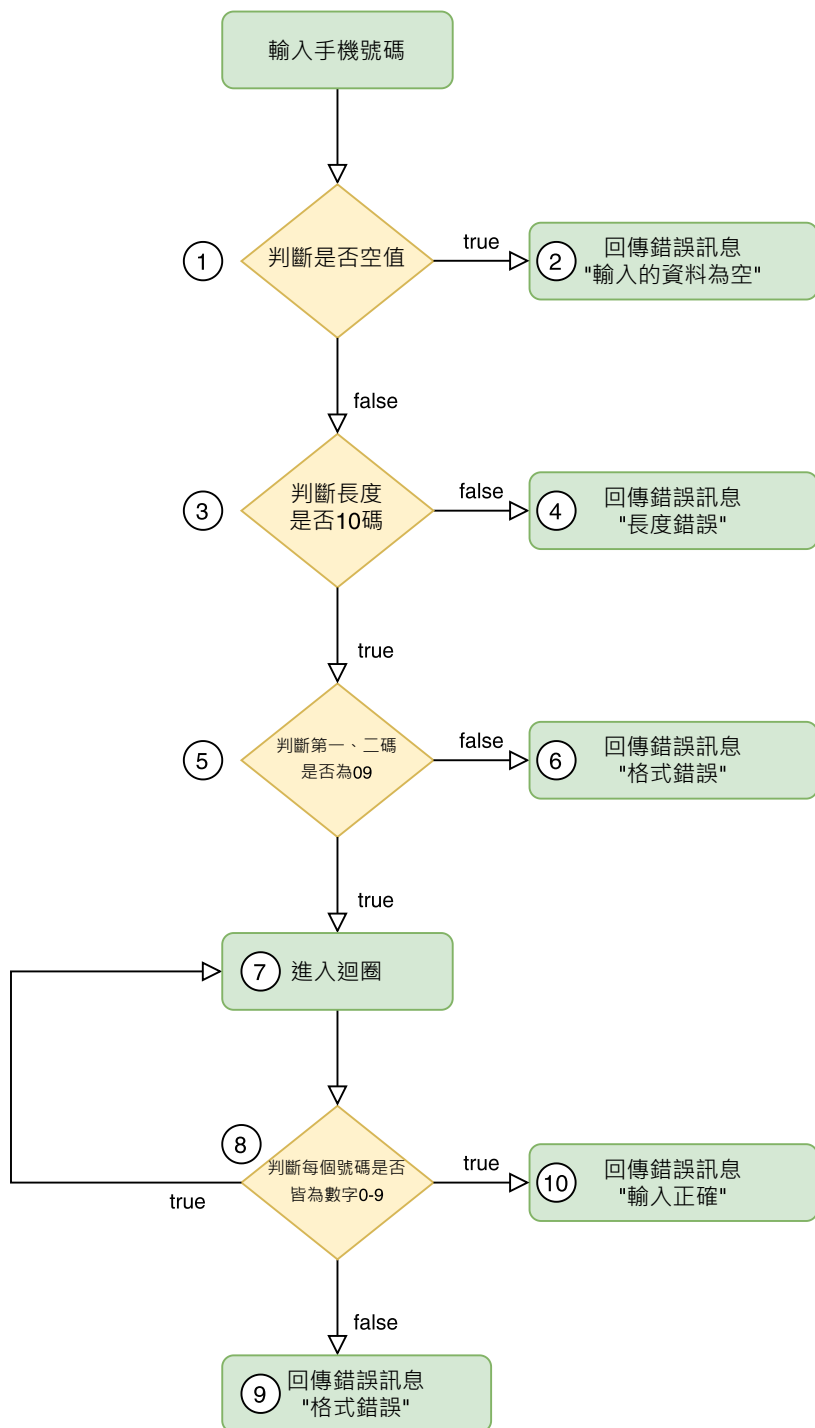 輸入手機號碼
1
判斷是否空值
true
2
回傳錯誤訊息
"輸入的資料為空"
false
3
判斷長度
是否10碼
false
4
回傳錯誤訊息
"長度錯誤"
true
5
判斷第一、二碼
是否為09
false
6
回傳錯誤訊息
"格式錯誤"
true
7
進入迴圈
8
判斷每個號碼是否
皆為數字0-9
true
true
10
回傳錯誤訊息
"輸入正確"
false
9
回傳錯誤訊息
"格式錯誤"